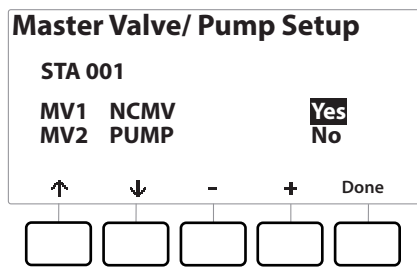 Master Valve/ Pump Setup
STA 001
MV1 NCMV Yes
MV2 PUMP No
↑ ↓ - + Done